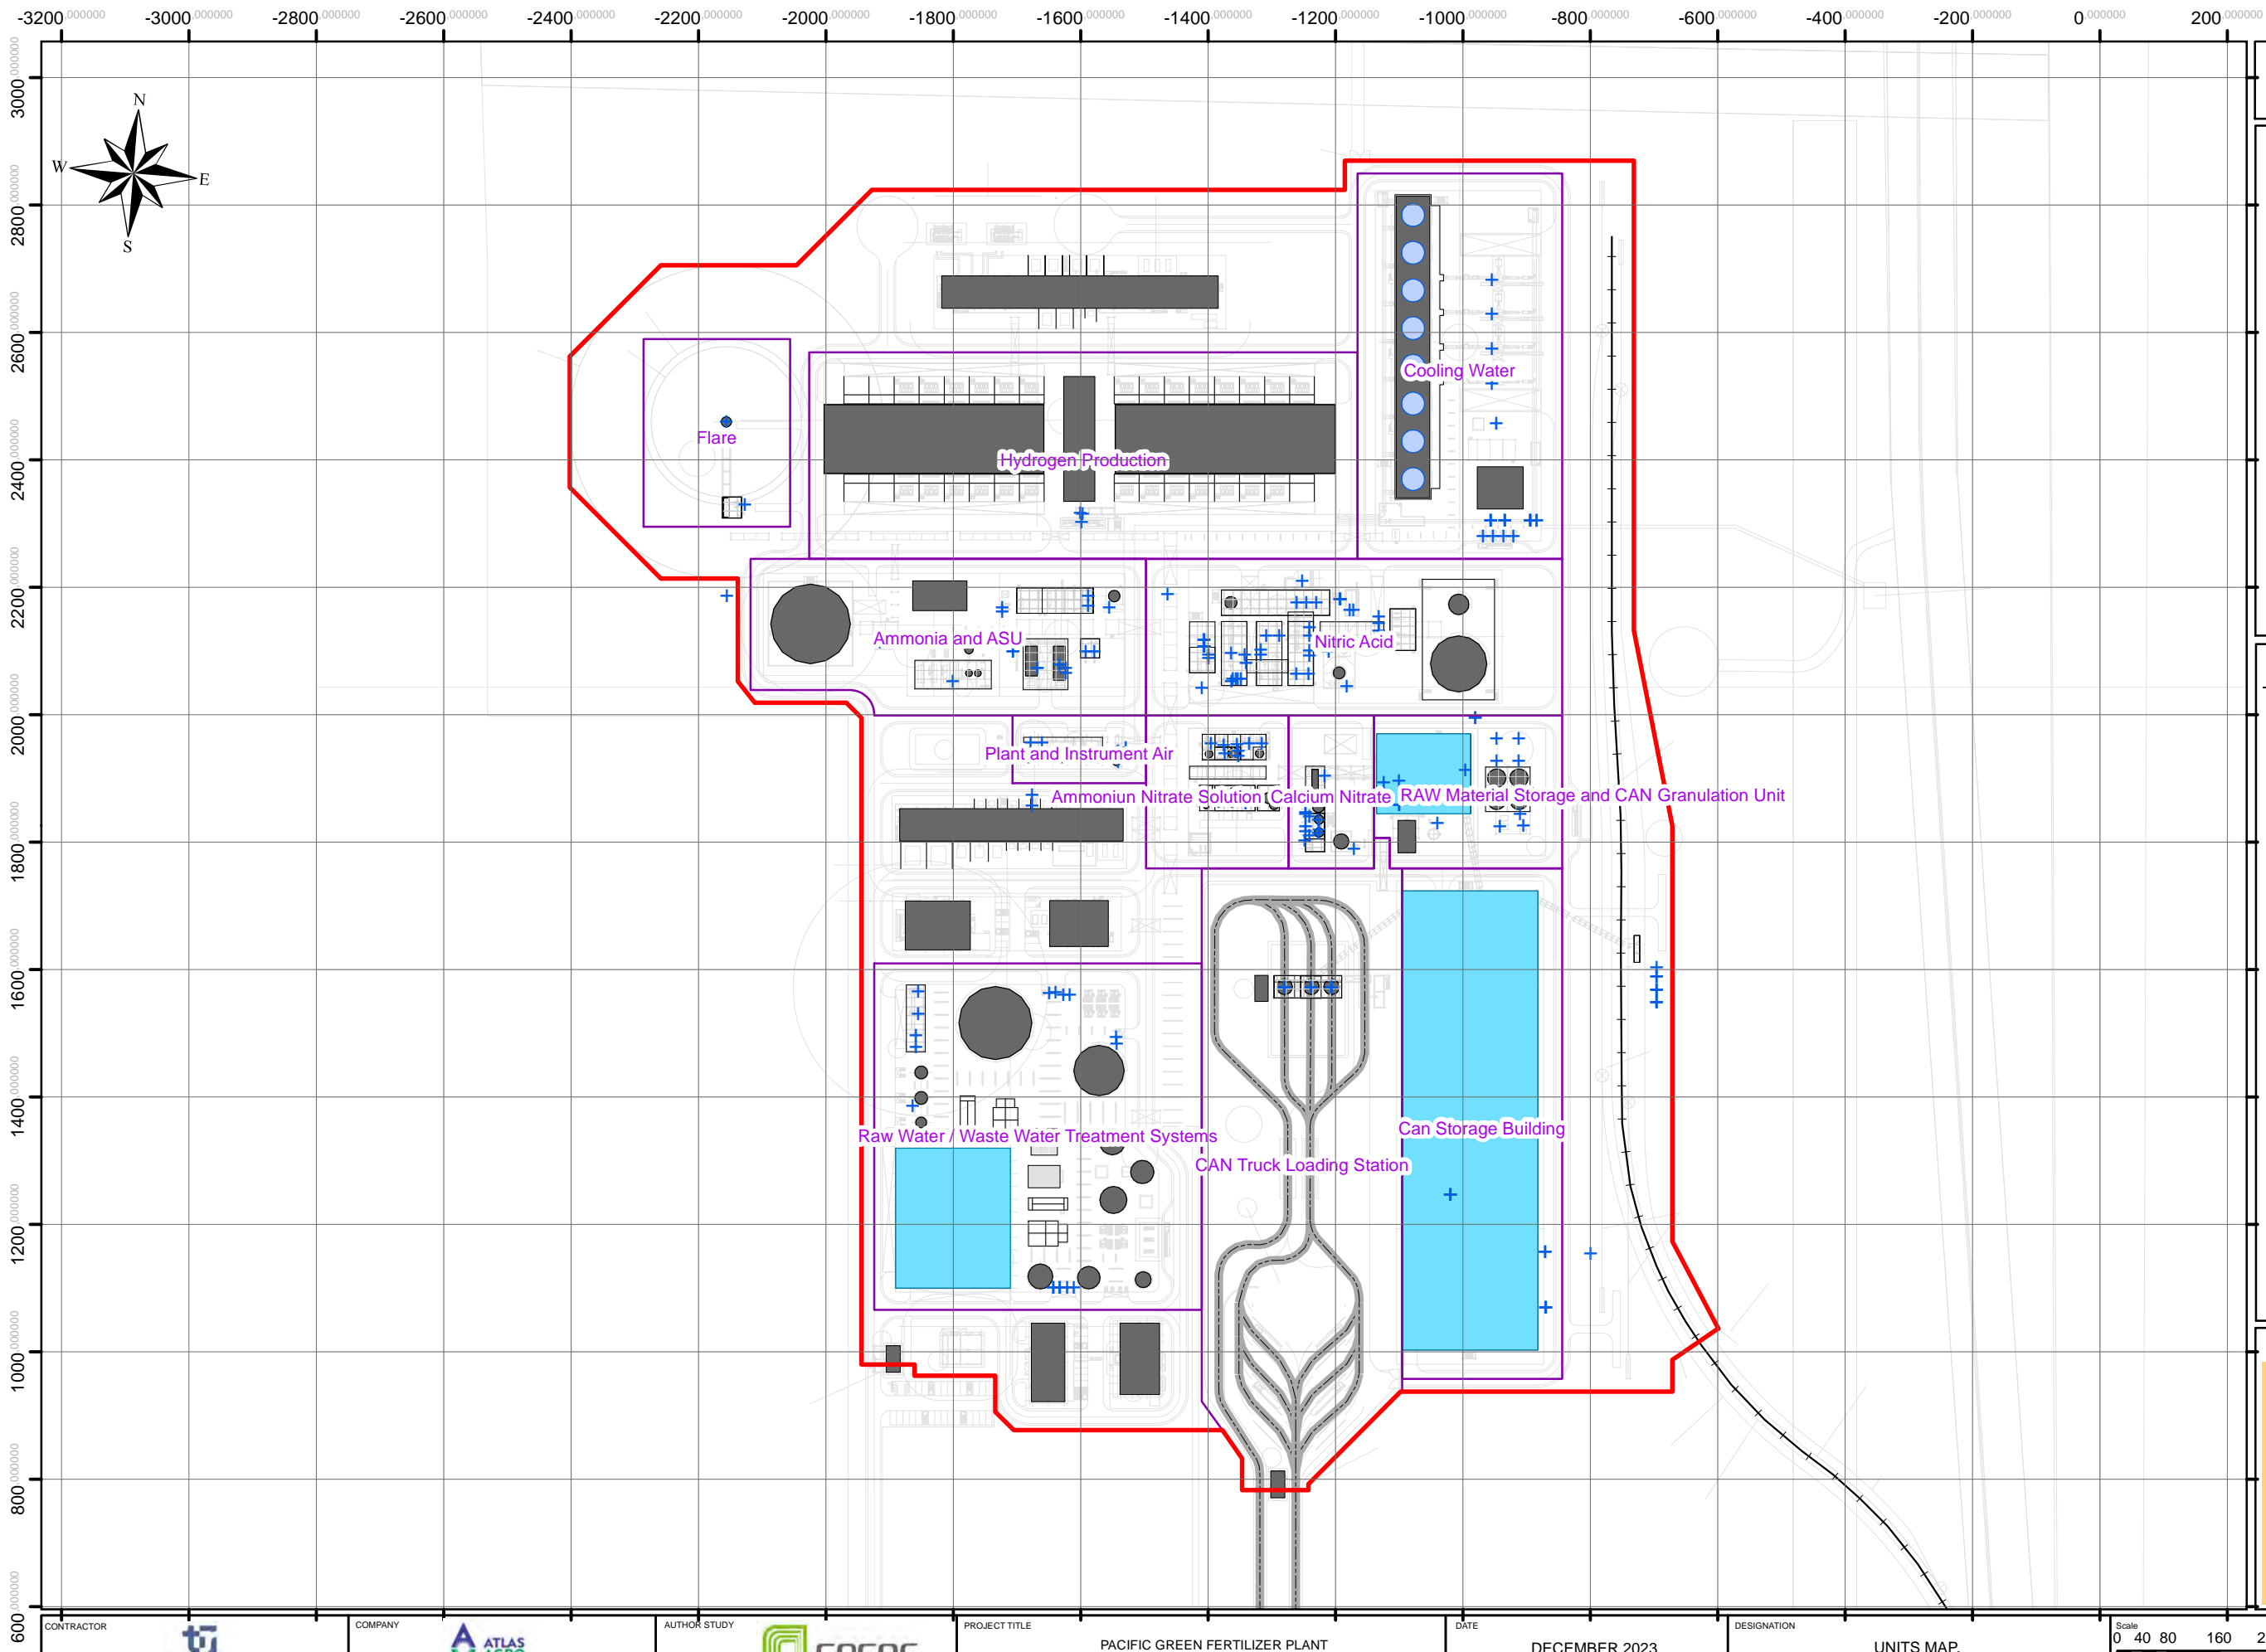 -3200.000000 -3000.000000 -2800.000000 -2600.000000 -2400.000000 -2200.000000 -2000.000000 -1800.000000 -1600.000000 -1400.000000 -1200.000000 -1000.000000 -800.000000 -600.000000 -400.000000 -200.000000 0.000000 200.000000
3000.000000
2800.000000
2600.000000
2400.000000
2200.000000
2000.000000
1800.000000
1600.000000
1400.000000
1200.000000
1000.000000
800.000000
600.000000
N
W
E
S
Cooling Water
Flare
Hydrogen Production
Ammonia and ASU
Nitric Acid
Plant and Instrument Air
Ammoniun Nitrate Solution
Calcium Nitrate
RAW Material Storage and CAN Granulation Unit
Can Storage Building
Raw Water / Waste Water Treatment Systems
CAN Truck Loading Station
CONTRACTOR
COMPANY
ATLAS
AUTHOR STUDY
PROJECT TITLE
PACIFIC GREEN FERTILIZER PLANT
DATE
DECEMBER 2023
DESIGNATION
UNITS MAP.
Scale
0 40 80 160